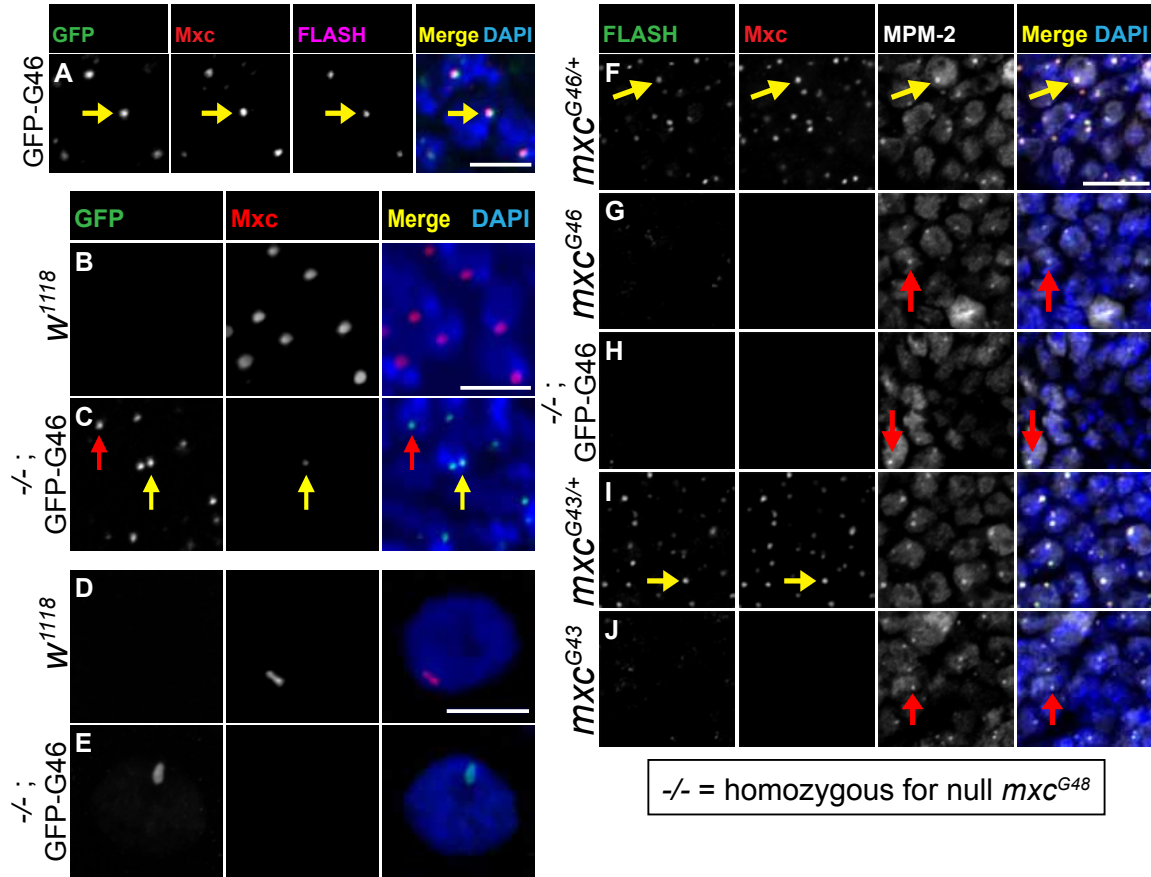 GFP Mxc FLASH Merge DAPI
A
GFP-G46
GFP Mxc Merge DAPI
B
w1118
C
-/- ;
GFP-G46
D
w1118
E
-/- ;
GFP-G46
FLASH Mxc MPM-2 Merge DAPI
F
mxcG46/+
G
mxcG46
H
-/- ;
GFP-G46
I
mxcG43/+
J
mxcG43
-/- = homozygous for null mxcG48